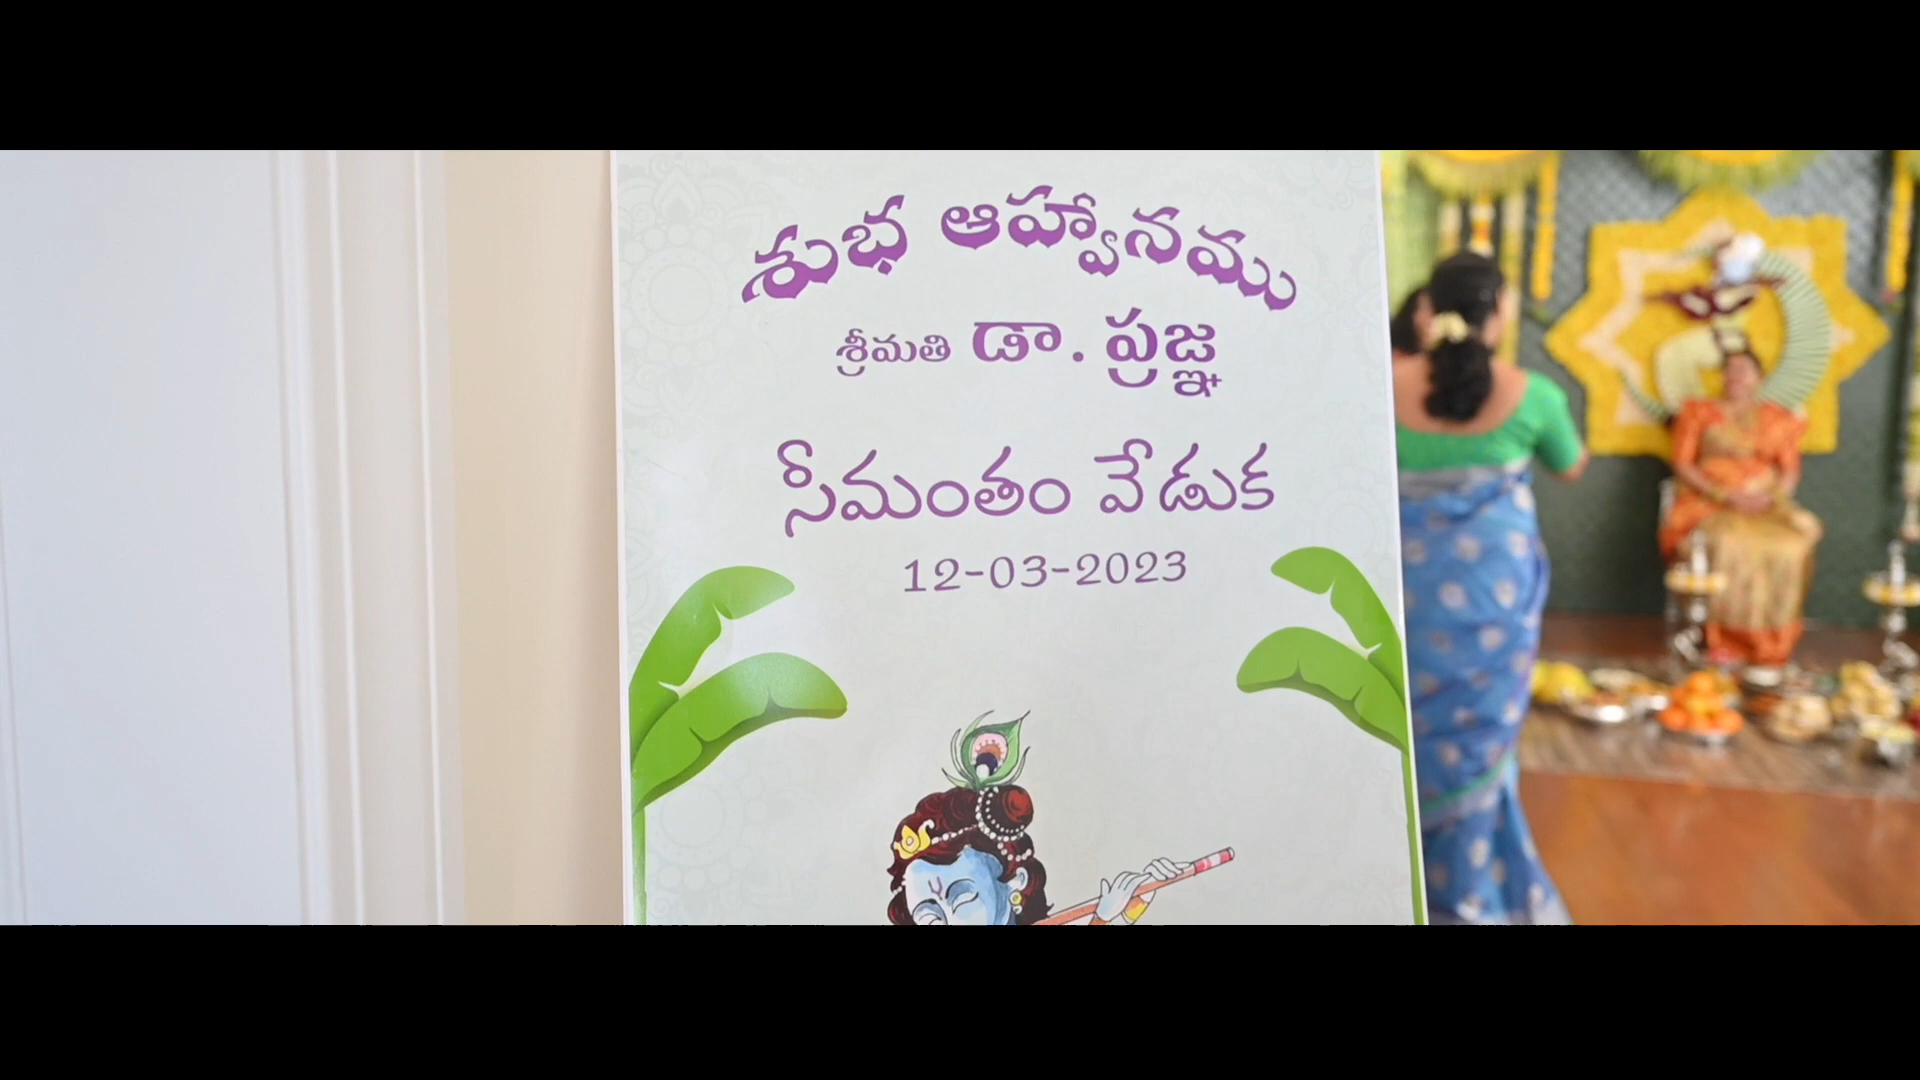 శుభ ఆహ్వానము
శ్రీమతి డా. ప్రజ్ఞ
సీమంతం వేడుక
12-03-2023